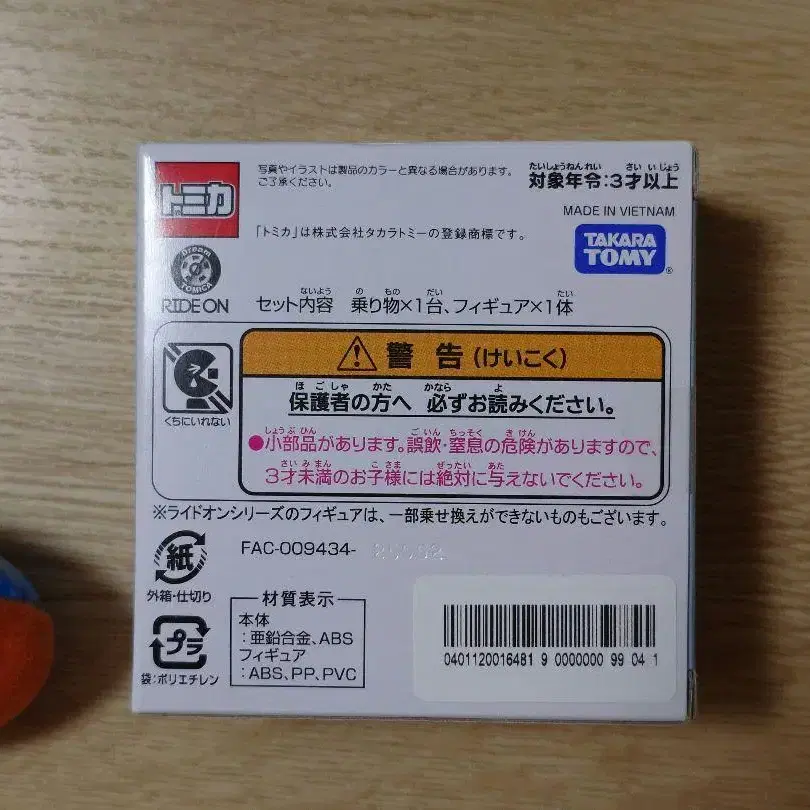 トミカ
写真やイラストは製品のカラーと異なる場合があります。
ご了承ください。
たいしょうねんれい さいいじょう
対象年令:3才以上
MADE IN VIETNAM
「トミカ」は株式会社タカラトミーの登録商標です。
TAKARA
TOMY®
Dream
TOMICA
RIDE ON
ないよう の もの だい たい
セット内容 乗り物×1台、フィギュア×1体
くちにいれない
警告(けいこく)
ほごしゃ かた かなら よ
保護者の方へ 必ずお読みください。
しょうぶひん ごいん ちっそく きけん
●小部品があります。誤飲・窒息の危険がありますので、
さいみまん こさま ぜったい あた
3才未満のお子様には絶対に与えないでください。
※ライドオンシリーズのフィギュアは、一部乗せ換えができないものもございます。
紙
外箱・仕切り
FAC-009434-
プラ
袋:ポリエチレン
材質表示
本体
:亜鉛合金、ABS
フィギュア
:ABS、PP、PVC
0401120016481 9 0000000 99 04 1